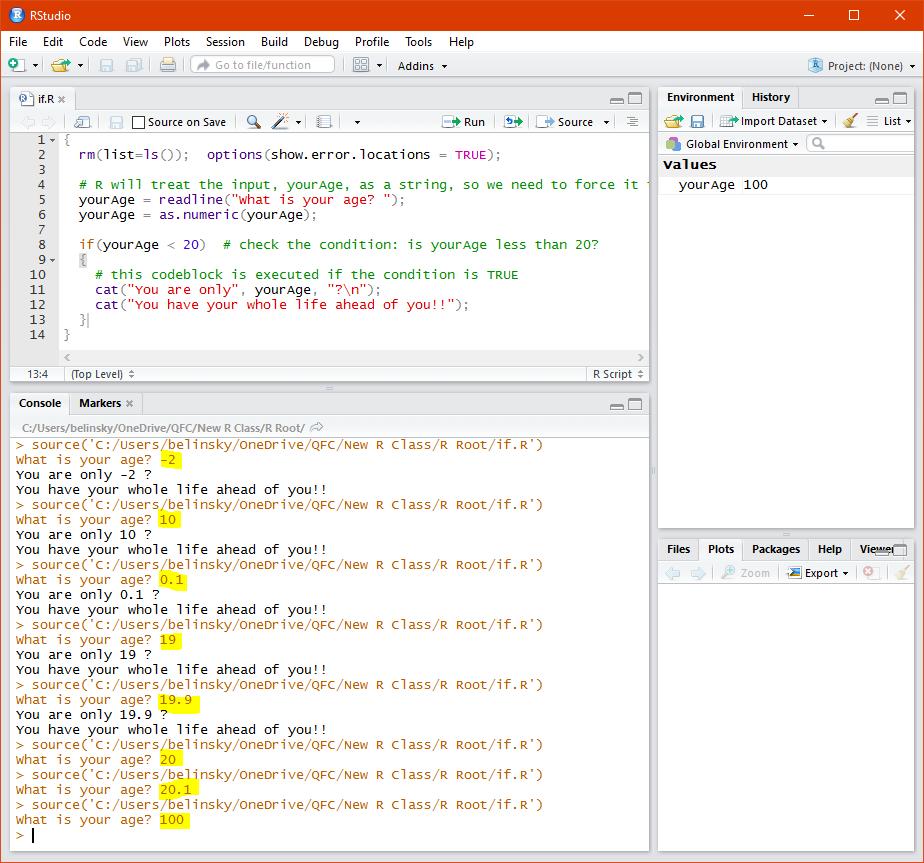 RStudio
File Edit Code View Plots Session Build Debug Profile Tools Help
Go to file/function Addins Project: (None)
if.R
Source on Save Run Source
1 {
2 rm(list=ls()); options(show.error.locations = TRUE);
3
4 # R will treat the input, yourAge, as a string, so we need to force it
5 yourAge = readline("What is your age? ");
6 yourAge = as.numeric(yourAge);
7
8 if(yourAge < 20) # check the condition: is yourAge less than 20?
9 {
10 # this codeblock is executed if the condition is TRUE
11 cat("You are only", yourAge, "?\n");
12 cat("You have your whole life ahead of you!!");
13 }
14 }
13:4 (Top Level) R Script
Console Markers
C:/Users/belinsky/OneDrive/QFC/New R Class/R Root/
> source('C:/Users/belinsky/OneDrive/QFC/New R Class/R Root/if.R')
What is your age? -2
You are only -2 ?
You have your whole life ahead of you!!
> source('C:/Users/belinsky/OneDrive/QFC/New R Class/R Root/if.R')
What is your age? 10
You are only 10 ?
You have your whole life ahead of you!!
> source('C:/Users/belinsky/OneDrive/QFC/New R Class/R Root/if.R')
What is your age? 0.1
You are only 0.1 ?
You have your whole life ahead of you!!
> source('C:/Users/belinsky/OneDrive/QFC/New R Class/R Root/if.R')
What is your age? 19
You are only 19 ?
You have your whole life ahead of you!!
> source('C:/Users/belinsky/OneDrive/QFC/New R Class/R Root/if.R')
What is your age? 19.9
You are only 19.9 ?
You have your whole life ahead of you!!
> source('C:/Users/belinsky/OneDrive/QFC/New R Class/R Root/if.R')
What is your age? 20
> source('C:/Users/belinsky/OneDrive/QFC/New R Class/R Root/if.R')
What is your age? 20.1
> source('C:/Users/belinsky/OneDrive/QFC/New R Class/R Root/if.R')
What is your age? 100
>
Environment History
Import Dataset List
Global Environment
Values
yourAge 100
Files Plots Packages Help Viewer
Zoom Export